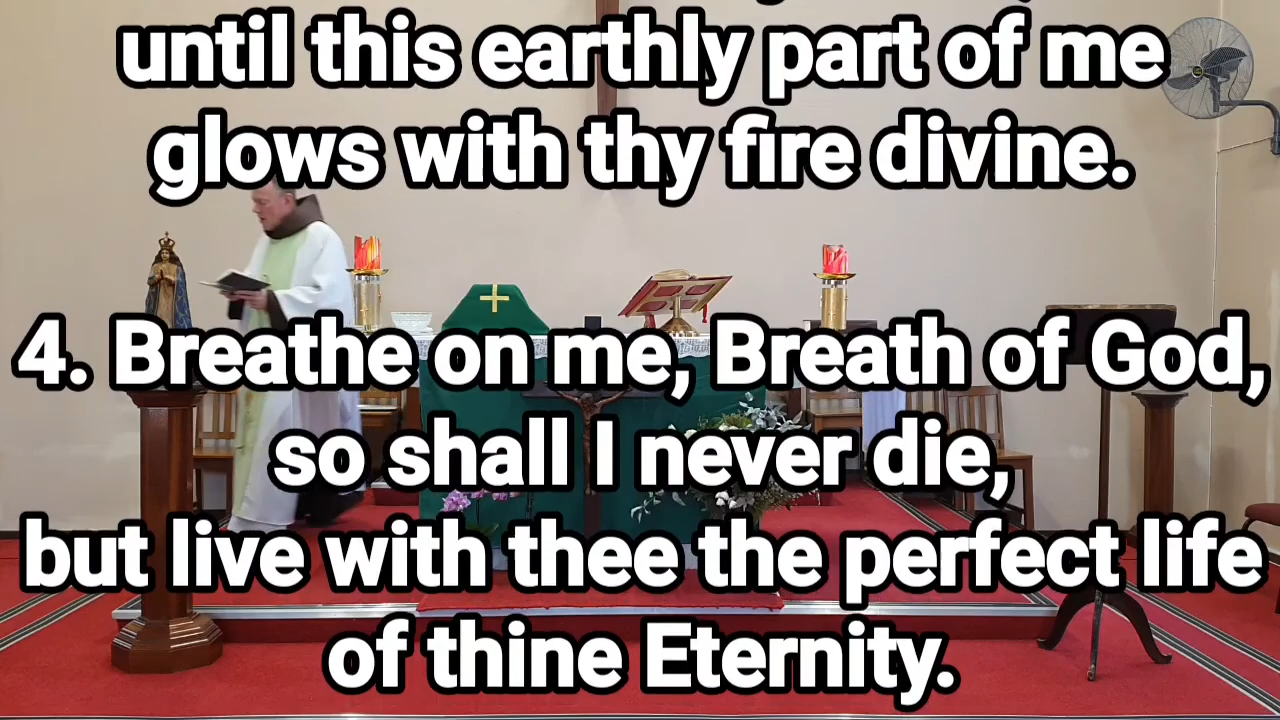 until this earthly part of me
glows with thy fire divine.
4. Breathe on me, Breath of God,
so shall I never die,
but live with thee the perfect life
of thine Eternity.